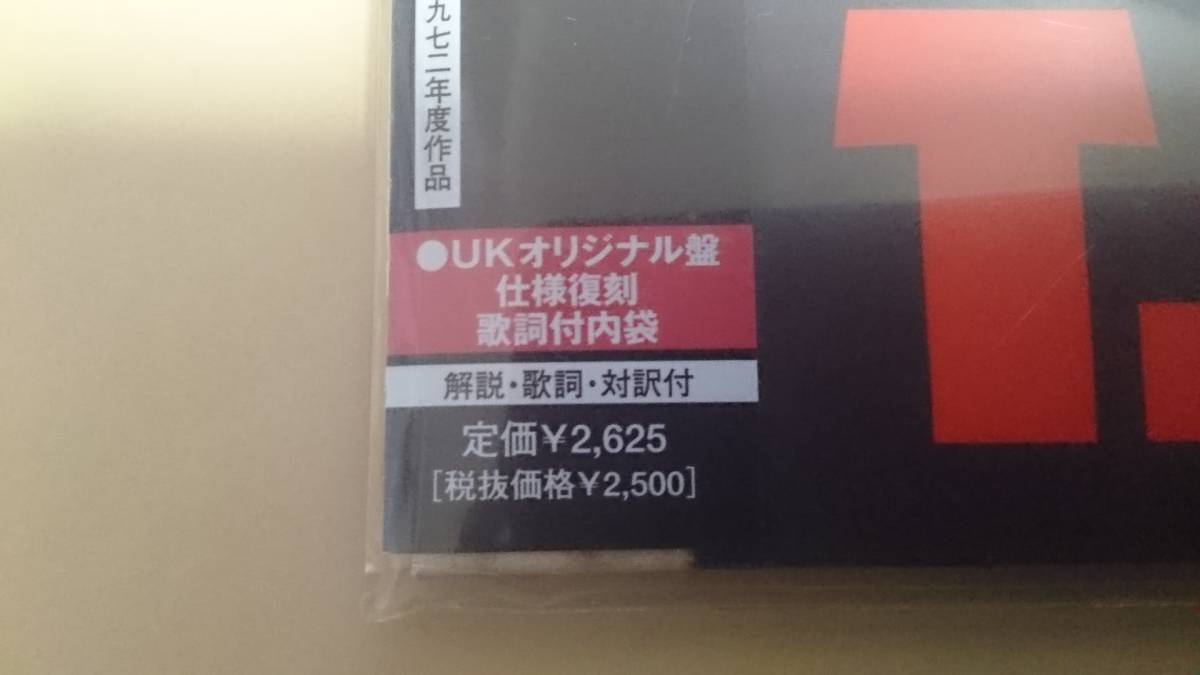 九七二年度作品
T.
●UKオリジナル盤
仕様復刻
歌詞付内袋
解説・歌詞・対訳付
定価¥2,625
[税抜価格¥2,500]